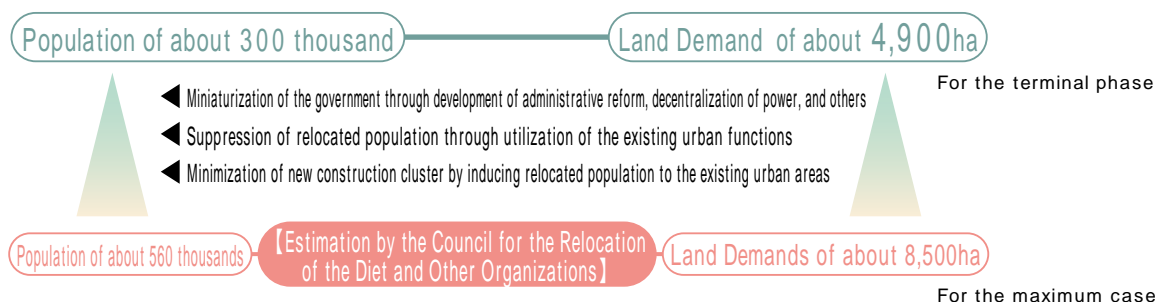 Population of about 300 thousand
Land Demand of about 4,900ha
For the terminal phase
◀ Miniaturization of the government through development of administrative reform, decentralization of power, and others
◀ Suppression of relocated population through utilization of the existing urban functions
◀ Minimization of new construction cluster by inducing relocated population to the existing urban areas
Population of about 560 thousands
【Estimation by the Council for the Relocation
of the Diet and Other Organizations】
Land Demands of about 8,500ha
For the maximum case